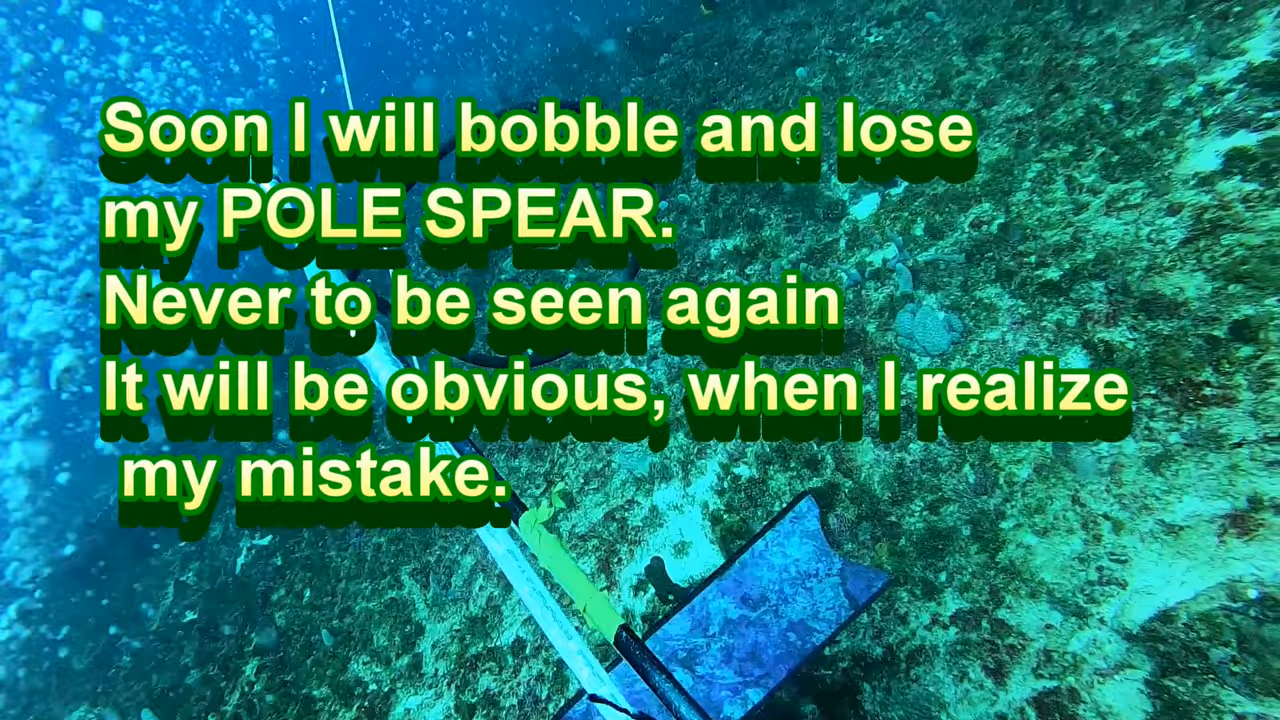 Soon I will bobble and lose
my POLE SPEAR.
Never to be seen again
It will be obvious, when I realize
my mistake.